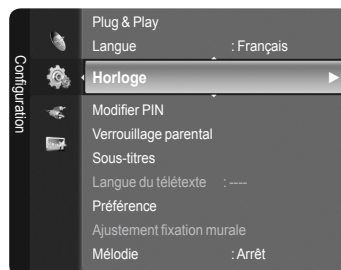 Configuration
Plug & Play
Langue : Français
Horloge
Modifier PIN
Verrouillage parental
Sous-titres
Langue du télétexte : ----
Préférence
Ajustement fixation murale
Mélodie : Arrêt